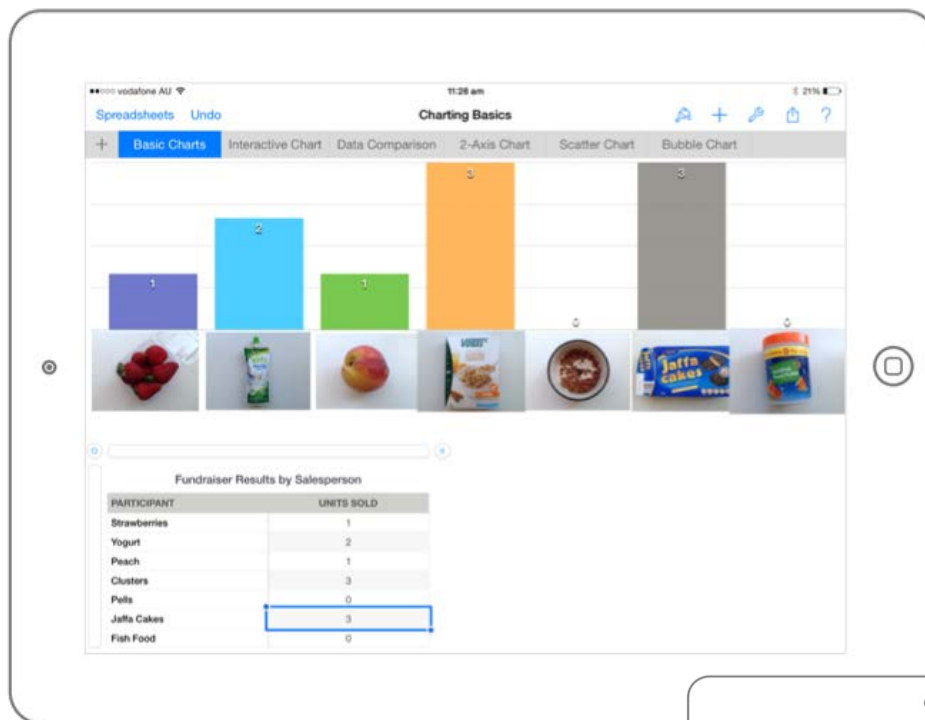 vodafone AU 11:28 am 21%
Spreadsheets Undo Charting Basics + ?
+ Basic Charts Interactive Chart Data Comparison 2-Axis Chart Scatter Chart Bubble Chart
3 3
2
1 1
0 0
Jaffa cakes
Fundraiser Results by Salesperson
PARTICIPANT UNITS SOLD
Strawberries 1
Yogurt 2
Peach 1
Clusters 3
Pells 0
Jaffa Cakes 3
Fish Food 0